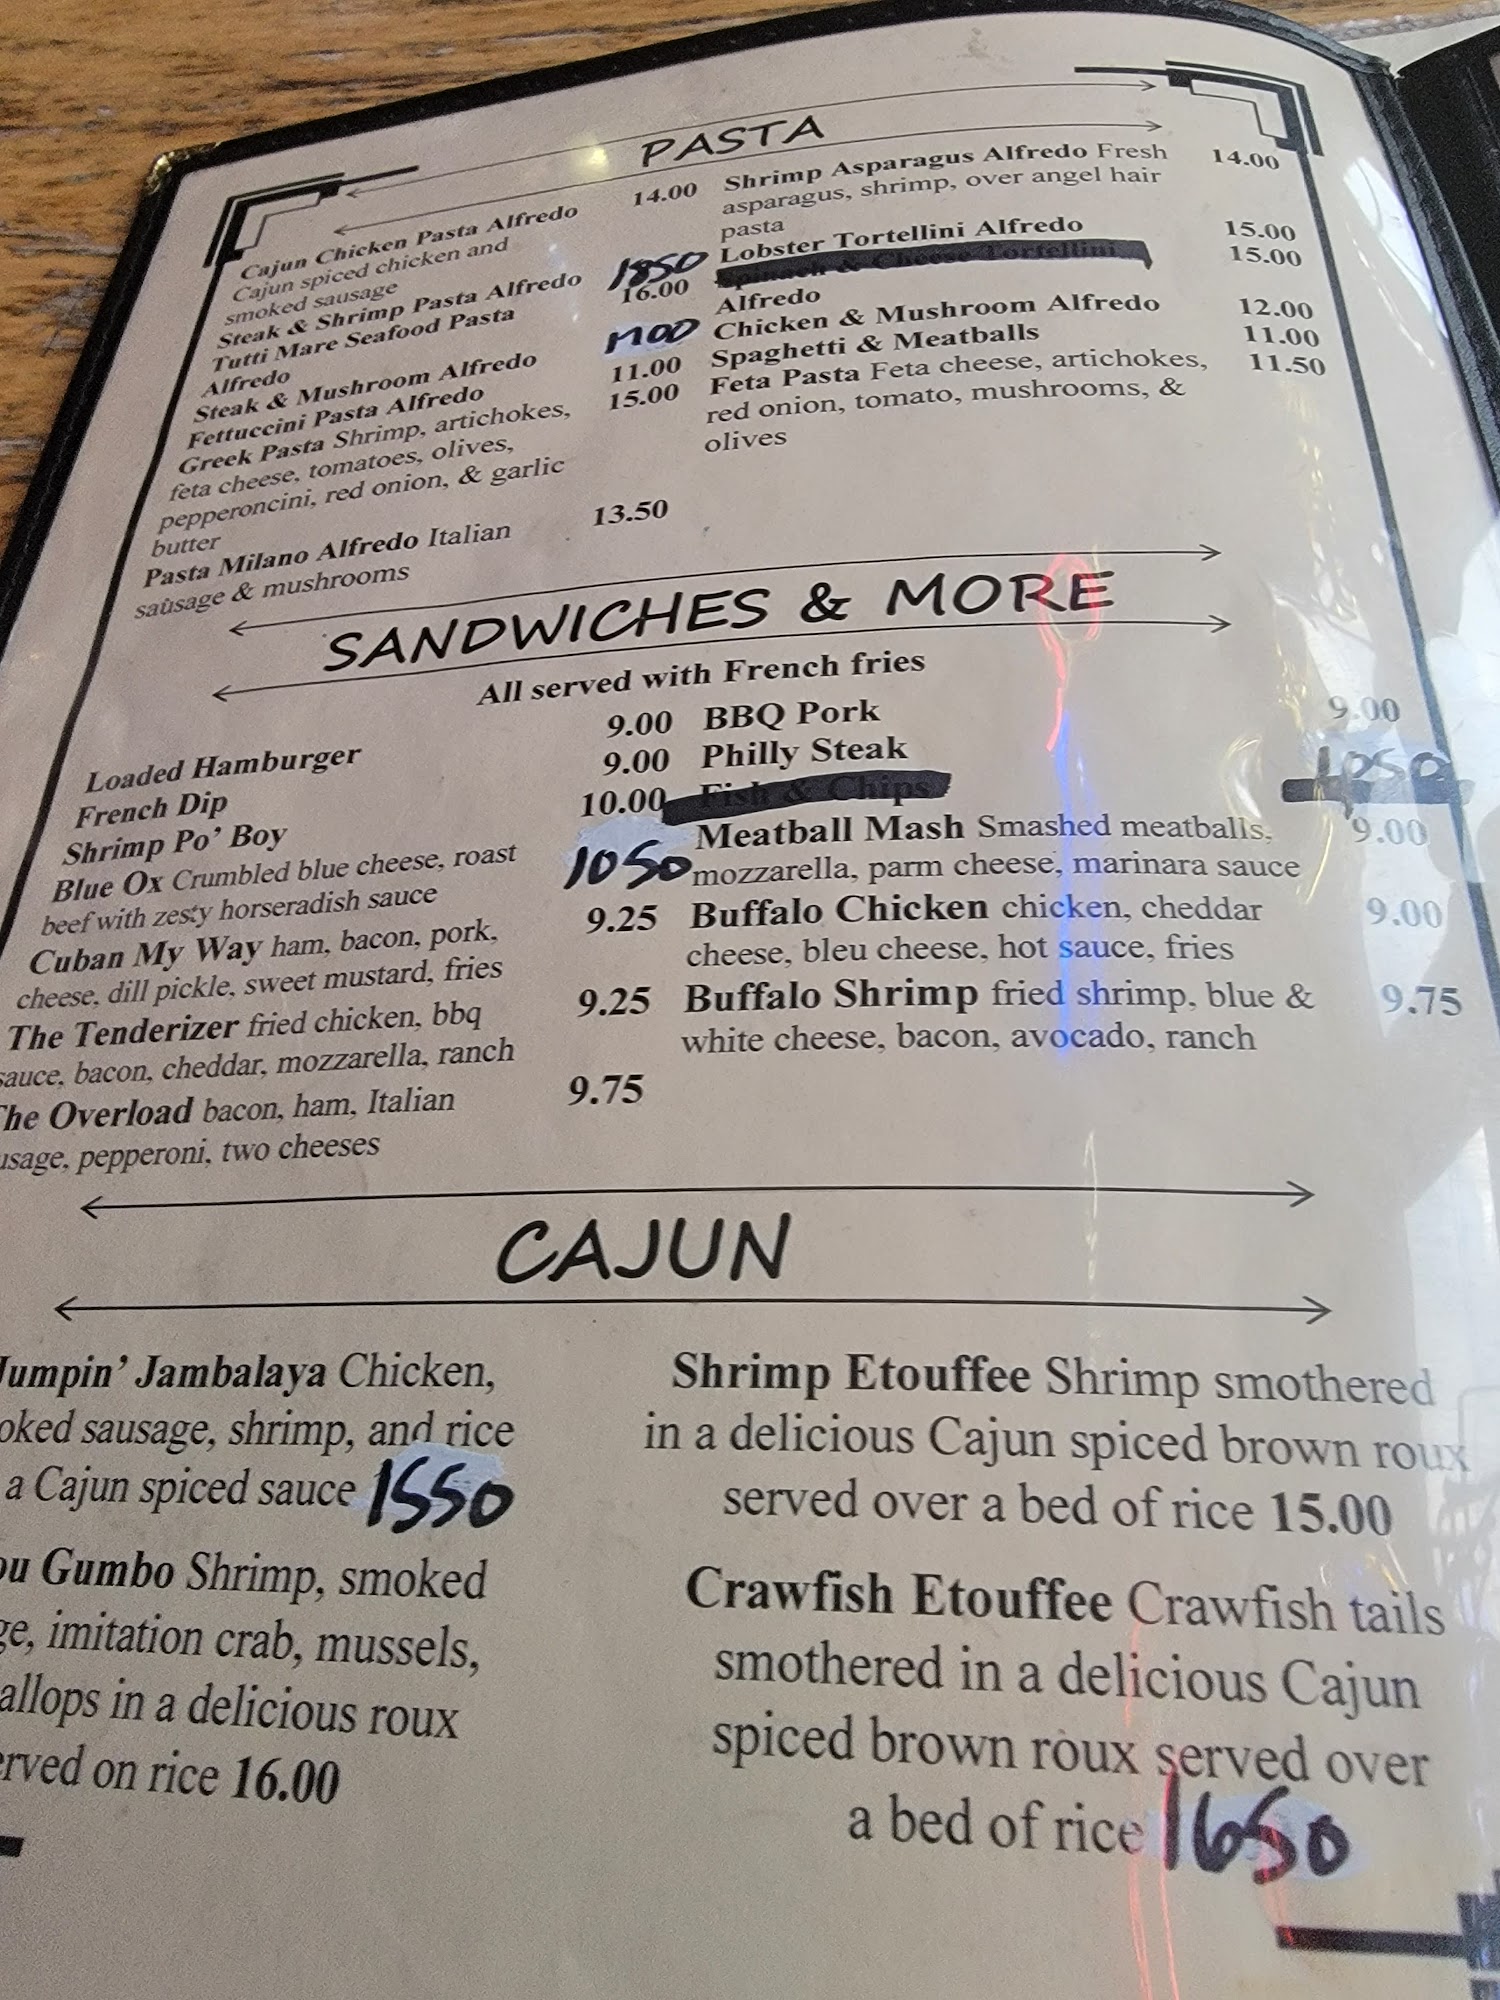 PASTA
Cajun Chicken Pasta Alfredo 14.00
Cajun spiced chicken and
smoked sausage
Steak & Shrimp Pasta Alfredo 1850
Tutti Mare Seafood Pasta 16.00
Alfredo
Steak & Mushroom Alfredo 1700
Fettuccini Pasta Alfredo 11.00
Greek Pasta Shrimp, artichokes, 15.00
feta cheese, tomatoes, olives,
pepperoncini, red onion, & garlic
butter
Pasta Milano Alfredo Italian 13.50
sausage & mushrooms
Shrimp Asparagus Alfredo Fresh 14.00
asparagus, shrimp, over angel hair
pasta
Lobster Tortellini Alfredo 15.00
Spinach & Cheese Tortellini 15.00
Alfredo
Chicken & Mushroom Alfredo 12.00
Spaghetti & Meatballs 11.00
Feta Pasta Feta cheese, artichokes, 11.50
red onion, tomato, mushrooms, &
olives
SANDWICHES & MORE
All served with French fries
Loaded Hamburger 9.00
French Dip 9.00
Shrimp Po' Boy 10.00
Blue Ox Crumbled blue cheese, roast 1050
beef with zesty horseradish sauce
Cuban My Way ham, bacon, pork, 9.25
cheese, dill pickle, sweet mustard, fries
The Tenderizer fried chicken, bbq 9.25
sauce, bacon, cheddar, mozzarella, ranch
The Overload bacon, ham, Italian 9.75
usage, pepperoni, two cheeses
BBQ Pork 9.00
Philly Steak 1050
Fish & Chips
Meatball Mash Smashed meatballs, 9.00
mozzarella, parm cheese, marinara sauce
Buffalo Chicken chicken, cheddar 9.00
cheese, bleu cheese, hot sauce, fries
Buffalo Shrimp fried shrimp, blue & 9.75
white cheese, bacon, avocado, ranch
CAJUN
Jumpin' Jambalaya Chicken,
oked sausage, shrimp, and rice
a Cajun spiced sauce 1550
ou Gumbo Shrimp, smoked
ge, imitation crab, mussels,
allops in a delicious roux
erved on rice 16.00
Shrimp Etouffee Shrimp smothered
in a delicious Cajun spiced brown roux
served over a bed of rice 15.00
Crawfish Etouffee Crawfish tails
smothered in a delicious Cajun
spiced brown roux served over
a bed of rice 1650